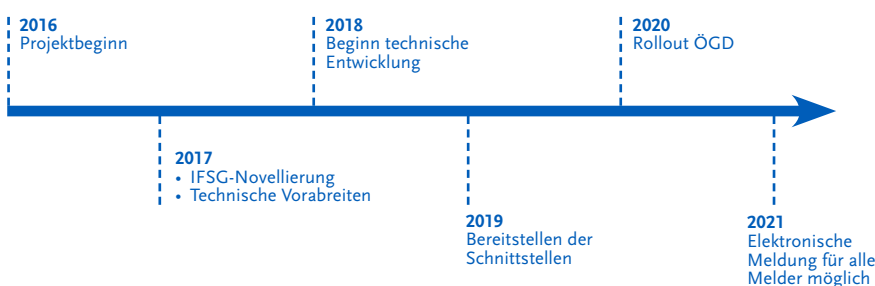 2016
Projektbeginn
2017
• IFSG-Novellierung
• Technische Vorabreiten
2018
Beginn technische
Entwicklung
2019
Bereitstellen der
Schnittstellen
2020
Rollout ÖGD
2021
Elektronische
Meldung für alle
Melder möglich